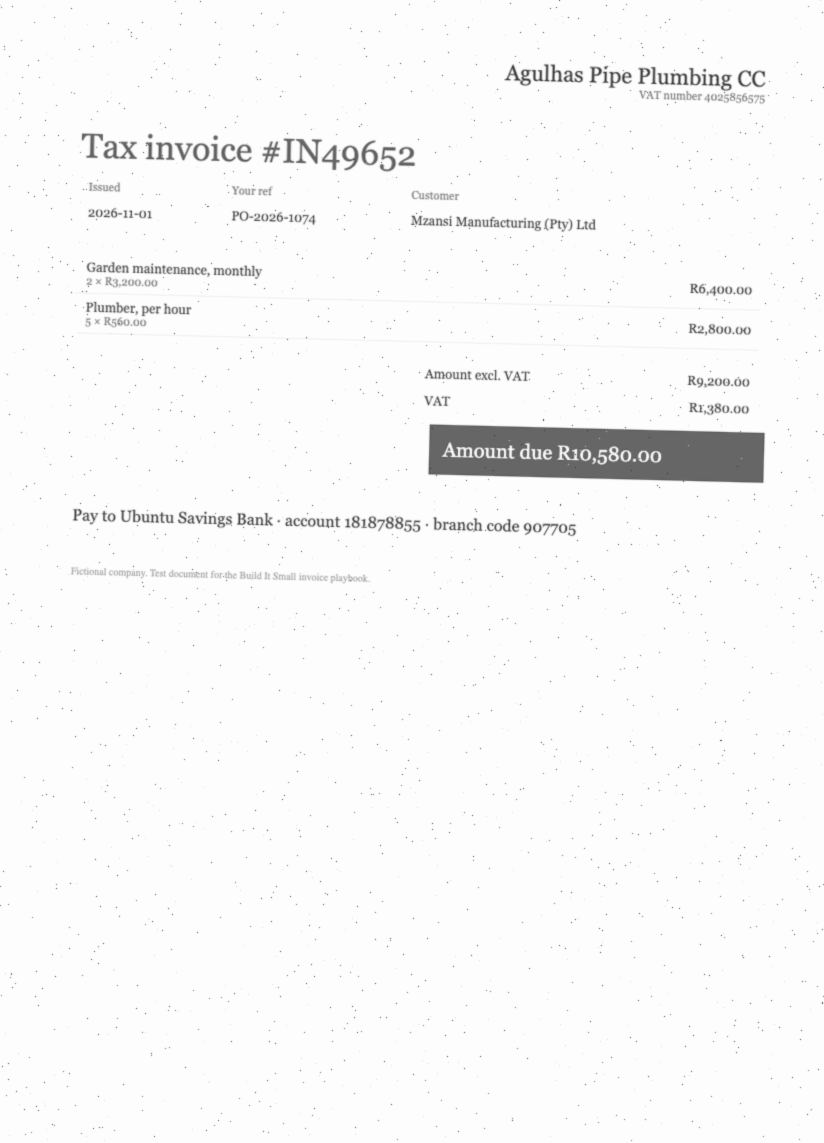 Agulhas Pipe Plumbing CC
VAT number 4025856575
Tax invoice #IN49652
Issued Your ref Customer
2026-11-01 PO-2026-1074 Mzansi Manufacturing (Pty) Ltd
Garden maintenance, monthly
2 × R3,200.00 R6,400.00
Plumber, per hour
5 × R560.00 R2,800.00
Amount excl. VAT R9,200.00
VAT R1,380.00
Amount due R10,580.00
Pay to Ubuntu Savings Bank · account 181878855 · branch code 907705
Fictional company. Test document for the Build It Small invoice playbook.